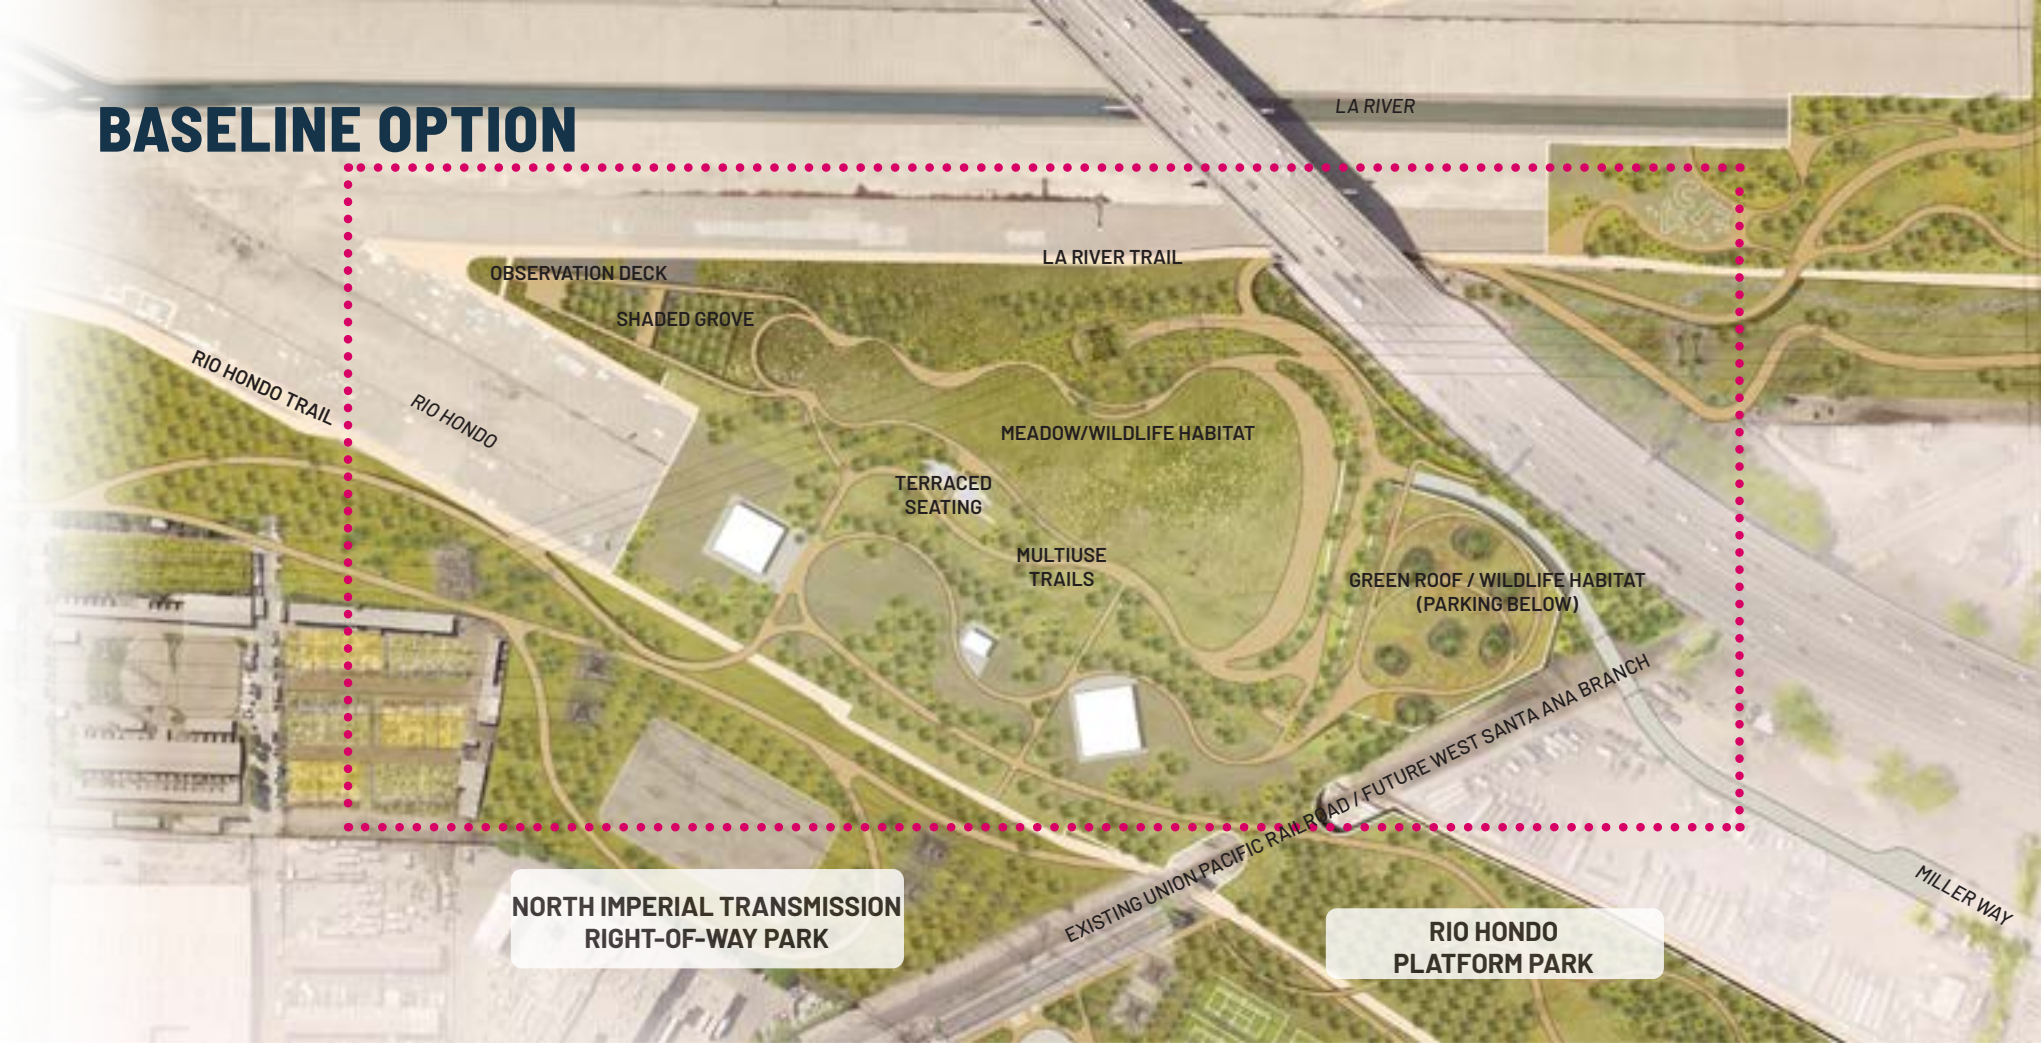 LA RIVER
BASELINE OPTION
LA RIVER TRAIL
OBSERVATION DECK
SHADED GROVE
RIO HONDO TRAIL
RIO HONDO
MEADOW/WILDLIFE HABITAT
TERRACED
SEATING
MULTIUSE
TRAILS
GREEN ROOF / WILDLIFE HABITAT
(PARKING BELOW)
EXISTING UNION PACIFIC RAILROAD / FUTURE WEST SANTA ANA BRANCH
MILLER WAY
NORTH IMPERIAL TRANSMISSION
RIGHT-OF-WAY PARK
RIO HONDO
PLATFORM PARK